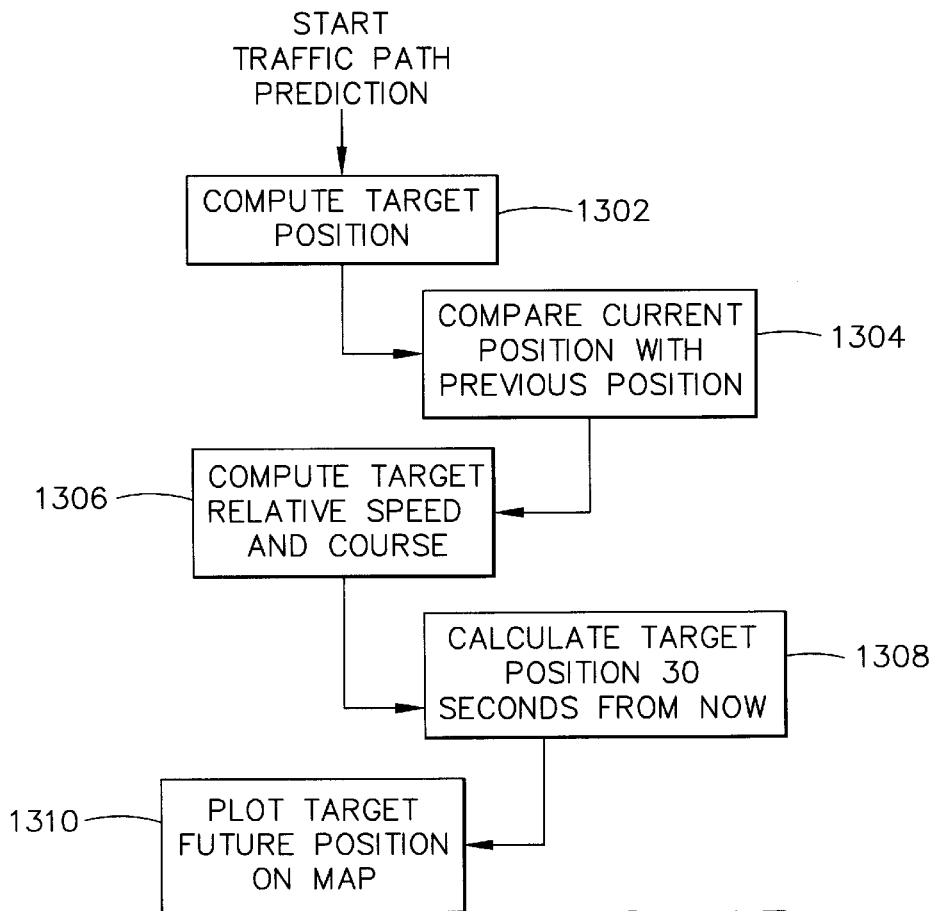 START
TRAFFIC PATH
PREDICTION
COMPUTE TARGET
POSITION
1302
COMPARE CURRENT
POSITION WITH
PREVIOUS POSITION
1304
COMPUTE TARGET
RELATIVE SPEED
AND COURSE
1306
CALCULATE TARGET
POSITION 30
SECONDS FROM NOW
1308
PLOT TARGET
FUTURE POSITION
ON MAP
1310